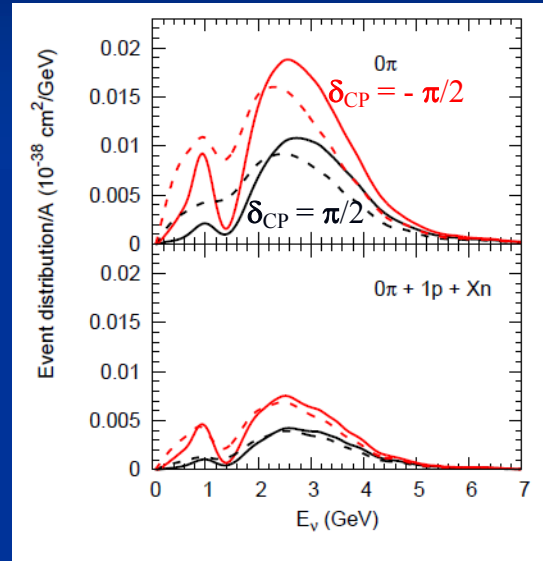 Event distribution/A (10⁻³⁸ cm²/GeV)
0.02
0π
δCP = - π/2
0.015
0.01
0.005
δCP = π/2
0
0.02
0π + 1p + Xn
0.015
0.01
0.005
0
0 1 2 3 4 5 6 7
Eν (GeV)